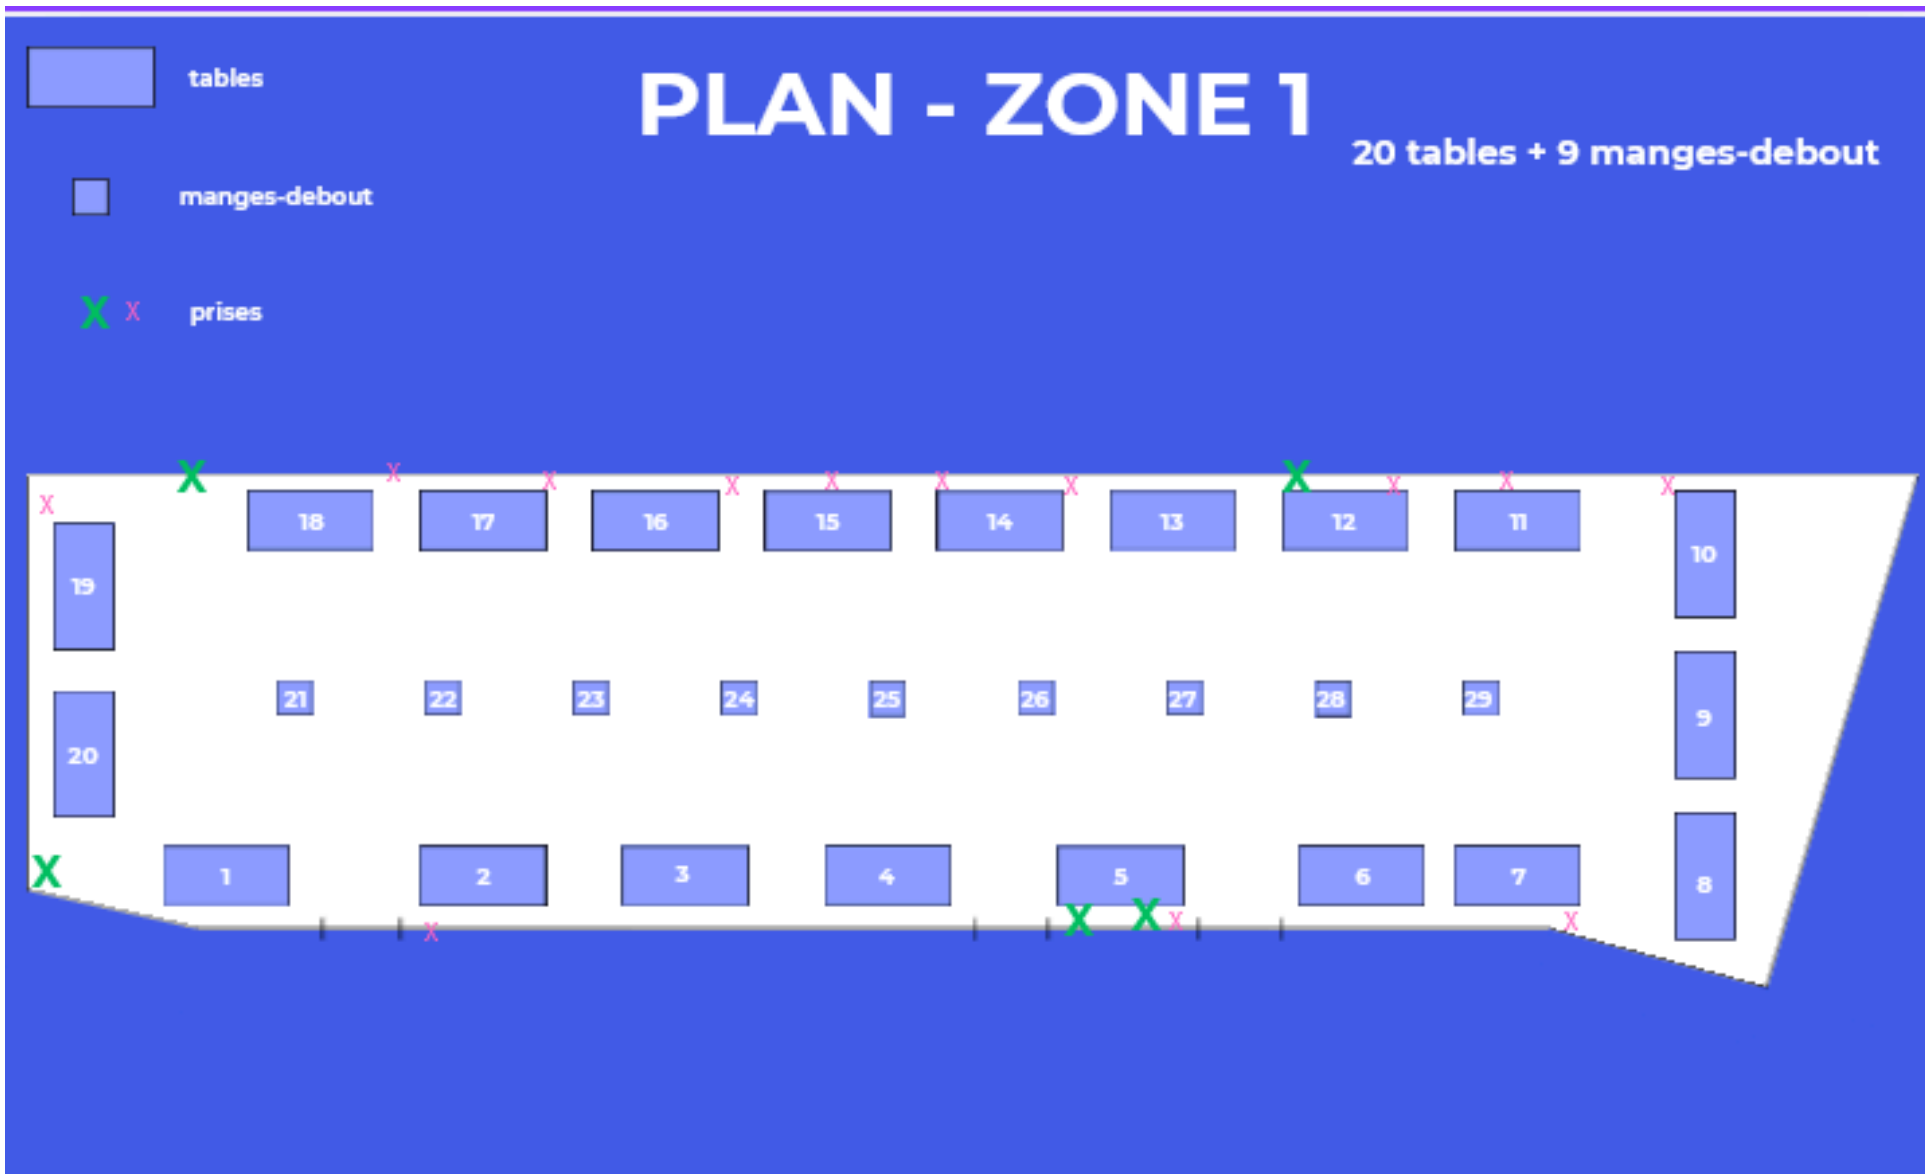 tables
PLAN - ZONE 1
20 tables + 9 manges-debout
manges-debout
X X prises
X X X X X X X X X X X X
18 17 16 15 14 13 12 11
10
19
21 22 23 24 25 26 27 28 29
9
20
X 1 2 3 4 5 6 7
8
X X X X X